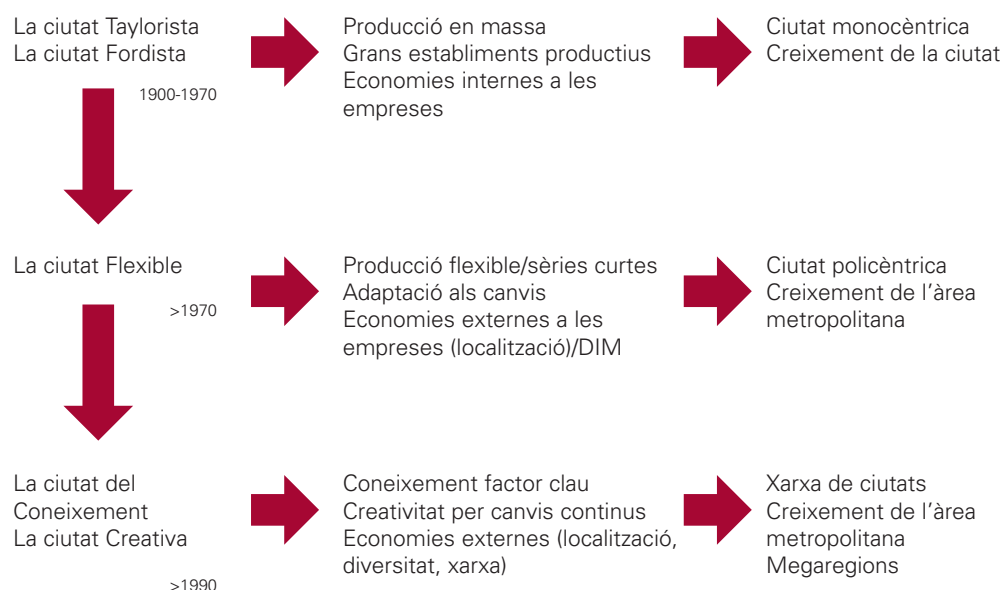 La ciutat Taylorista
La ciutat Fordista
1900-1970
Producció en massa
Grans establiments productius
Economies internes a les
empreses
Ciutat monocèntrica
Creixement de la ciutat
La ciutat Flexible
>1970
Producció flexible/sèries curtes
Adaptació als canvis
Economies externes a les
empreses (localització)/DIM
Ciutat policèntrica
Creixement de l'àrea
metropolitana
La ciutat del
Coneixement
La ciutat Creativa
>1990
Coneixement factor clau
Creativitat per canvis continus
Economies externes (localització,
diversitat, xarxa)
Xarxa de ciutats
Creixement de l'àrea
metropolitana
Megaregions